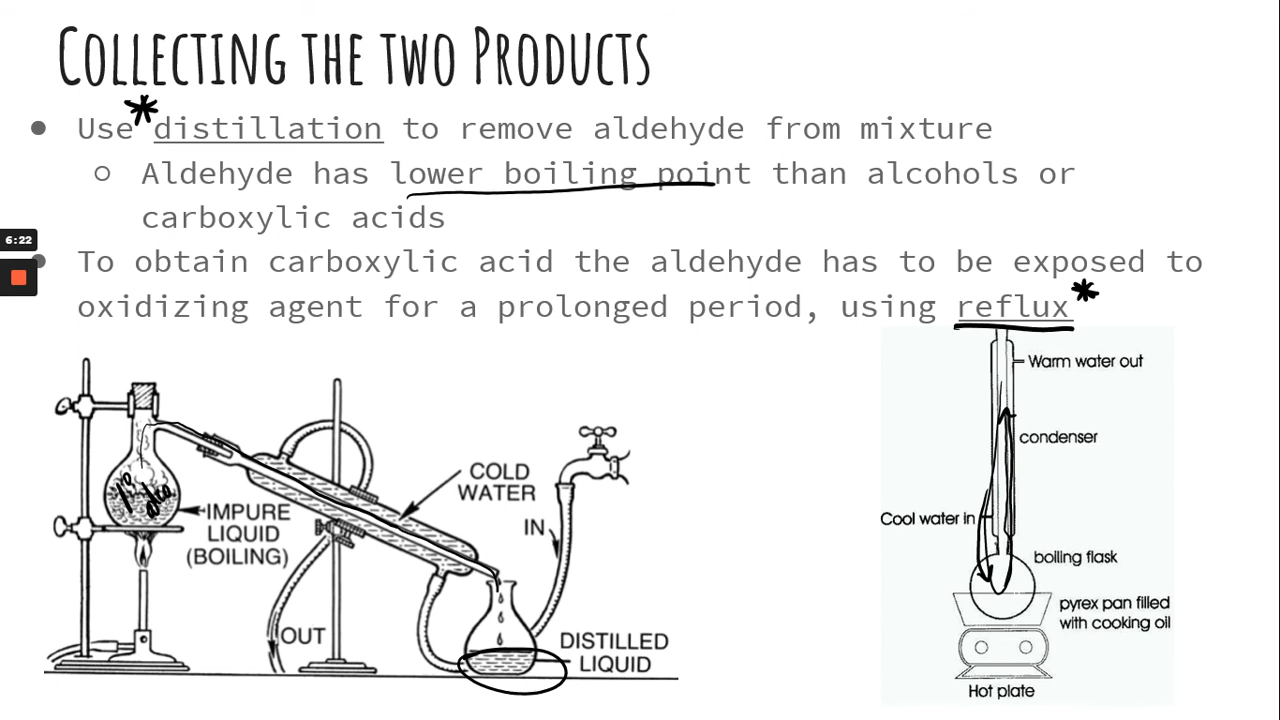 COLLECTING THE TWO PRODUCTS
● Use distillation to remove aldehyde from mixture
○ Aldehyde has lower boiling point than alcohols or
carboxylic acids
6:22
● To obtain carboxylic acid the aldehyde has to be exposed to
oxidizing agent for a prolonged period, using reflux
1° alco
IMPURE
LIQUID
(BOILING)
COLD
WATER
IN
OUT
DISTILLED
LIQUID
Warm water out
condenser
Cool water in
boiling flask
pyrex pan filled
with cooking oil
Hot plate